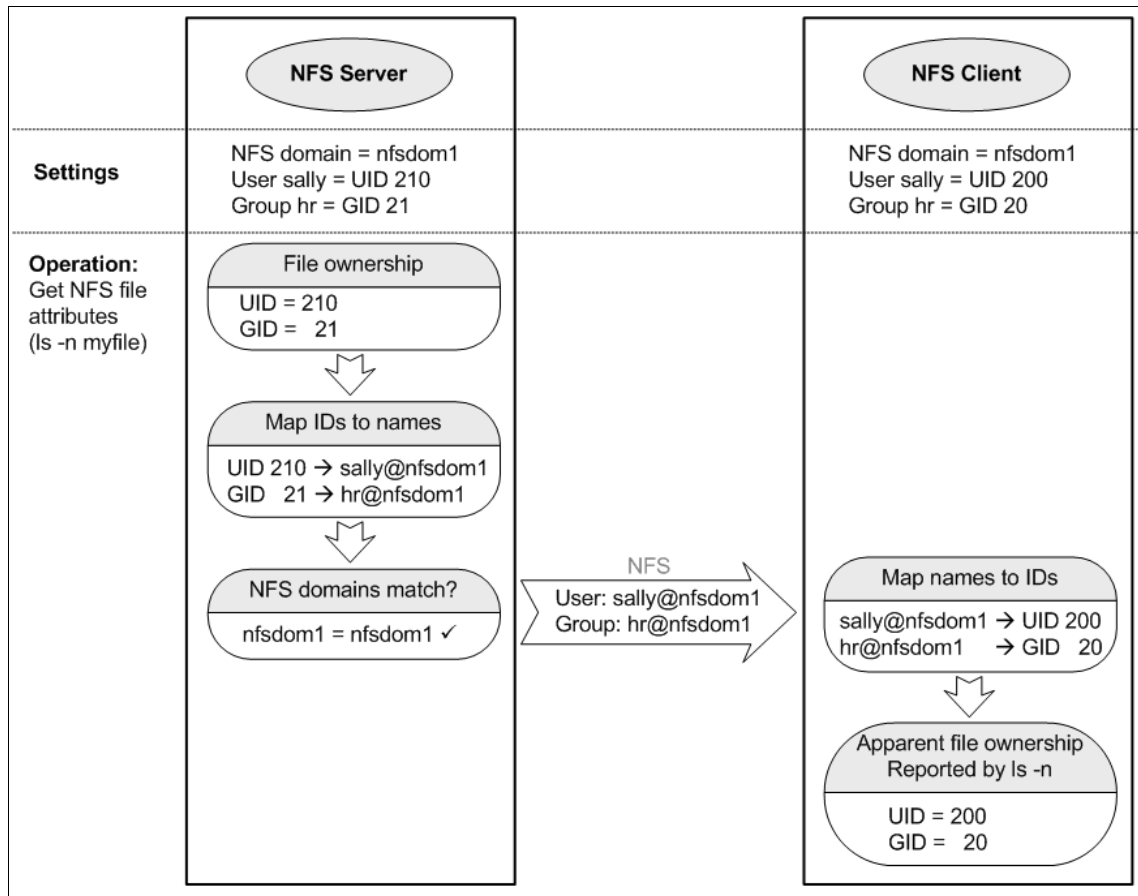 NFS Server
NFS Client
Settings
NFS domain = nfsdom1
User sally = UID 210
Group hr = GID 21
NFS domain = nfsdom1
User sally = UID 200
Group hr = GID 20
Operation:
Get NFS file
attributes
(ls -n myfile)
File ownership
UID = 210
GID = 21
Map IDs to names
UID 210 → sally@nfsdom1
GID 21 → hr@nfsdom1
NFS domains match?
nfsdom1 = nfsdom1 ✓
NFS
User: sally@nfsdom1
Group: hr@nfsdom1
Map names to IDs
sally@nfsdom1 → UID 200
hr@nfsdom1 → GID 20
Apparent file ownership
Reported by ls -n
UID = 200
GID = 20